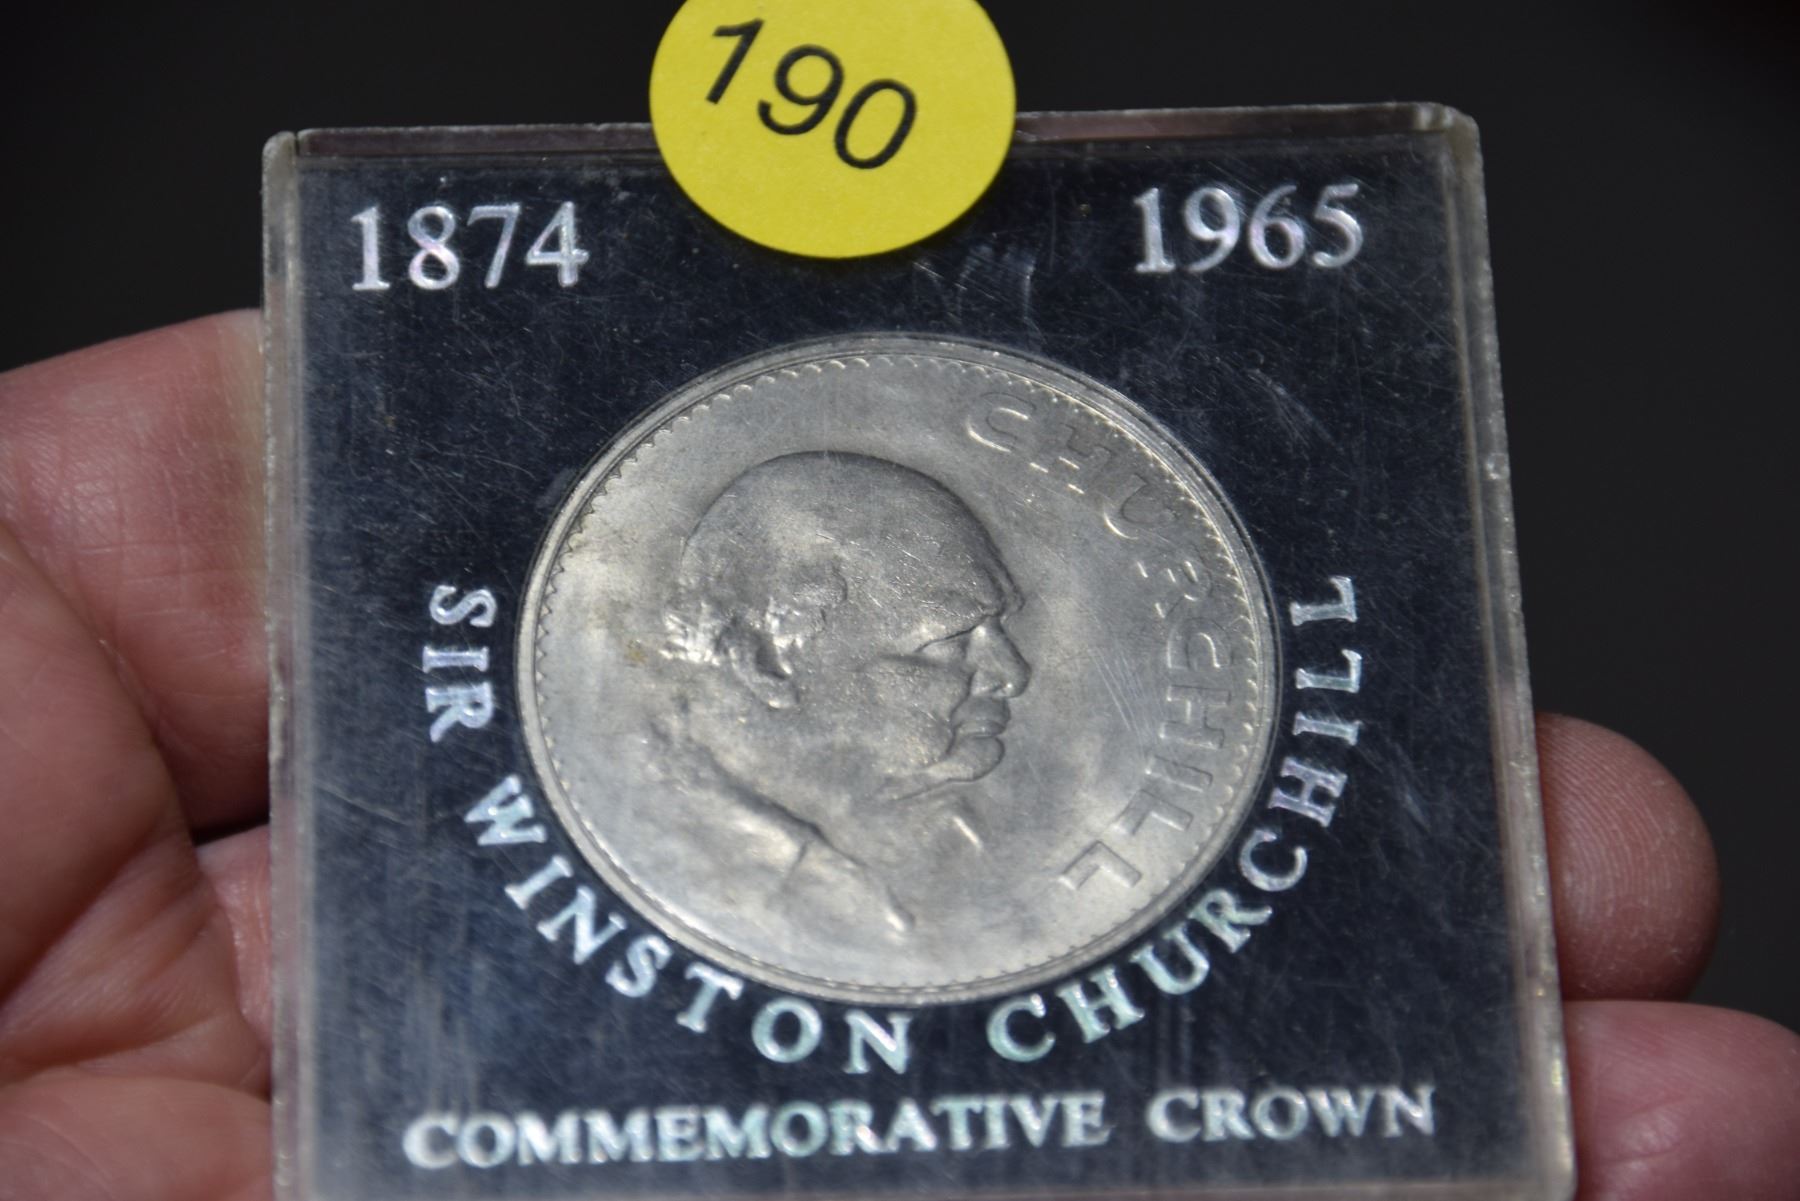 190
1874 1965
CHURCHILL
SIR WINSTON CHURCHILL
COMMEMORATIVE CROWN